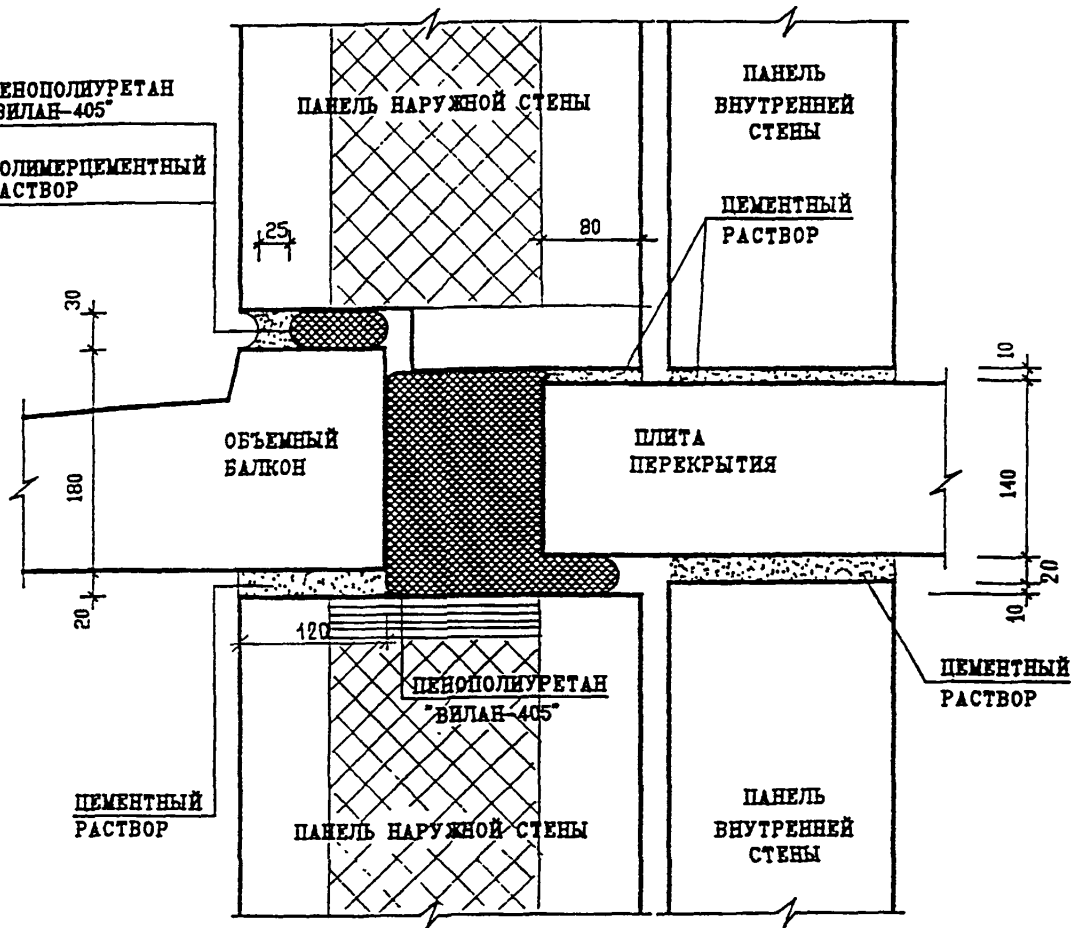 ЕНОПОЛИУРЕТАН
ВИЛАН-405"
ОЛИМЕРЦЕМЕНТНЫЙ
АСТВОР
ПАНЕЛЬ НАРУЖНОЙ СТЕНЫ
ПАНЕЛЬ
ВНУТРЕННЕЙ
СТЕНЫ
ЦЕМЕНТНЫЙ
РАСТВОР
25
80
30
10
ОБЪЕМНЫЙ
БАЛКОН
ПЛИТА
ПЕРЕКРЫТИЯ
180
140
20
20
10
120
ПЕНОПОЛИУРЕТАН
"ВИЛАН-405"
ЦЕМЕНТНЫЙ
РАСТВОР
ЦЕМЕНТНЫЙ
РАСТВОР
ПАНЕЛЬ НАРУЖНОЙ СТЕНЫ
ПАНЕЛЬ
ВНУТРЕННЕЙ
СТЕНЫ